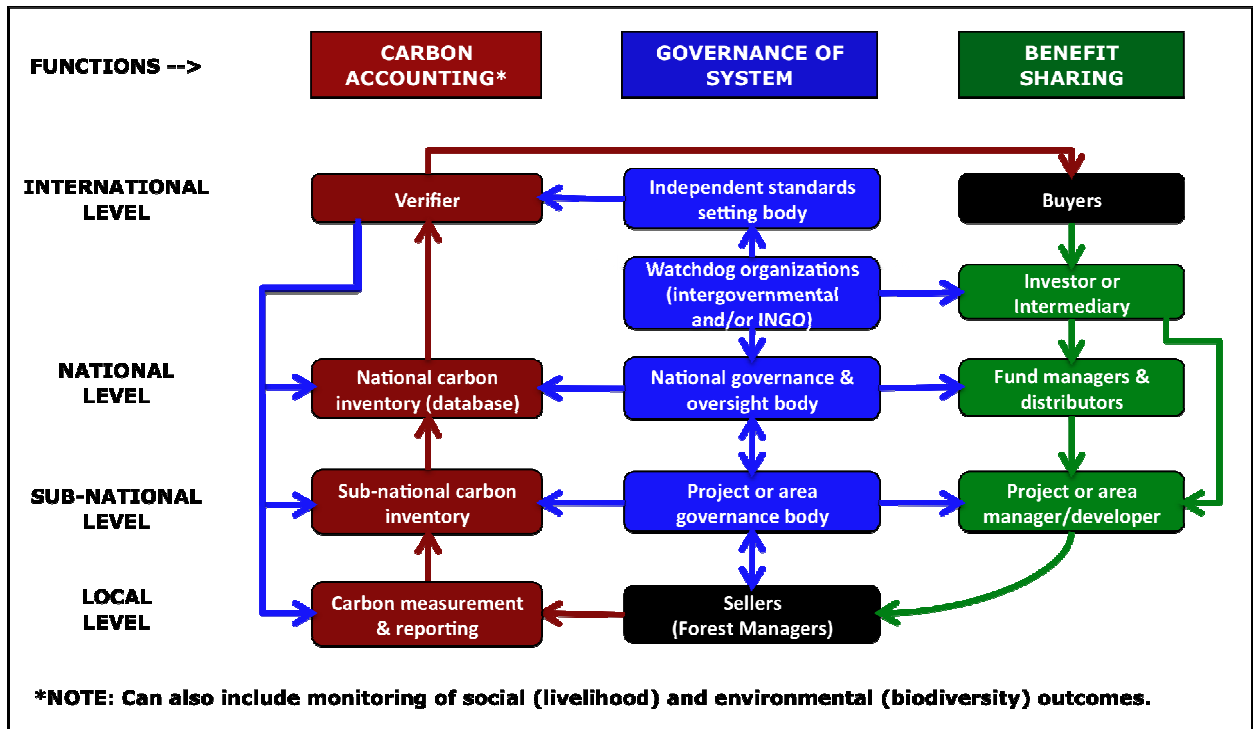 FUNCTIONS -->
CARBON
ACCOUNTING*
GOVERNANCE OF
SYSTEM
BENEFIT
SHARING
INTERNATIONAL
LEVEL
Verifier
Independent standards
setting body
Buyers
Watchdog organizations
(intergovernmental
and/or INGO)
Investor or
Intermediary
NATIONAL
LEVEL
National carbon
inventory (database)
National governance &
oversight body
Fund managers &
distributors
SUB-NATIONAL
LEVEL
Sub-national carbon
inventory
Project or area
governance body
Project or area
manager/developer
LOCAL
LEVEL
Carbon measurement
& reporting
Sellers
(Forest Managers)
*NOTE: Can also include monitoring of social (livelihood) and environmental (biodiversity) outcomes.